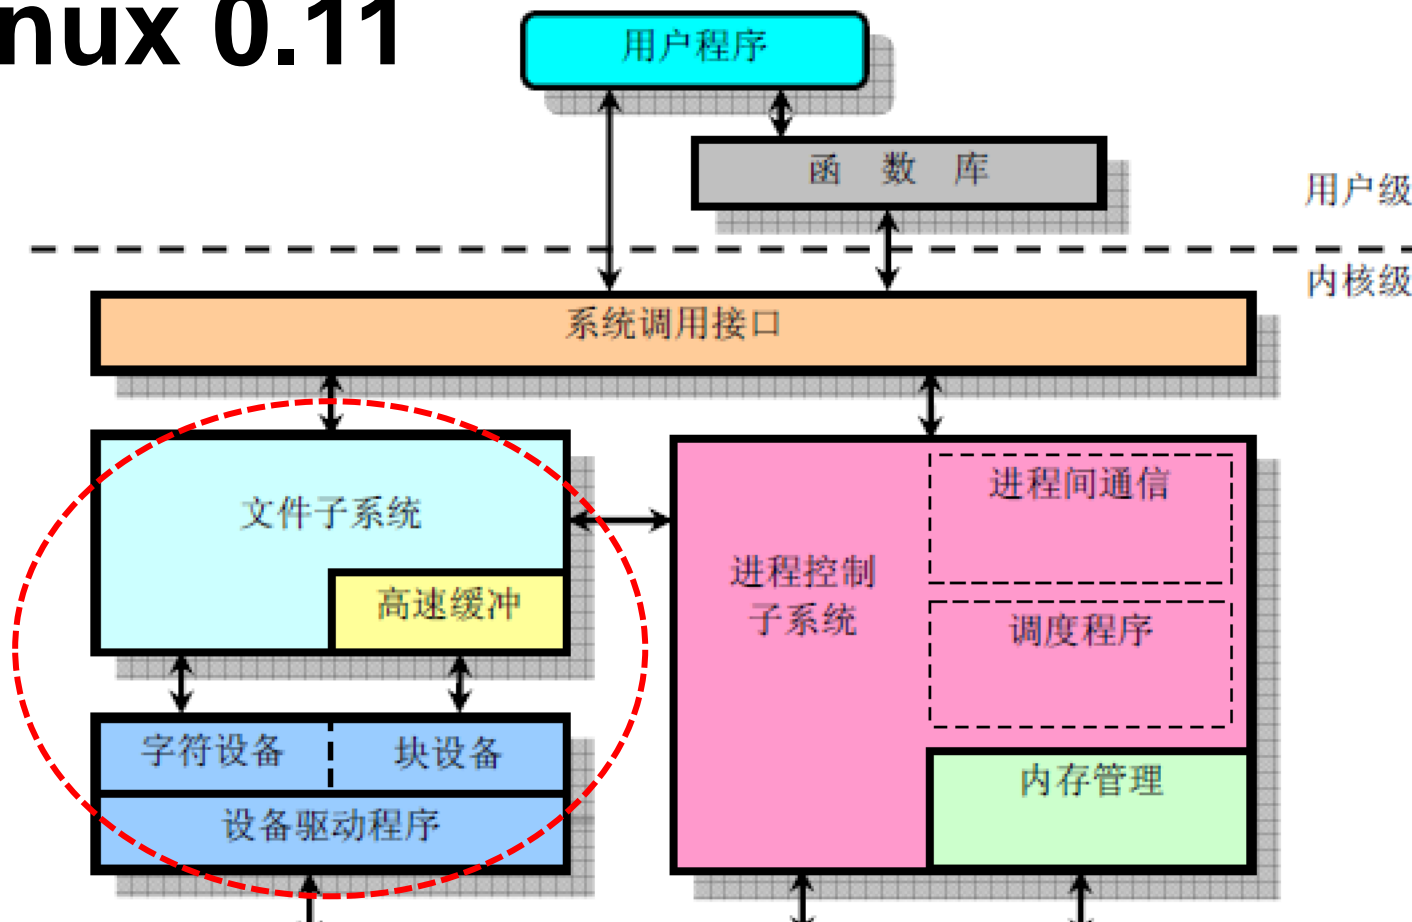 nux 0.11
用户程序
函 数 库
用户级
内核级
系统调用接口
文件子系统
高速缓冲
字符设备
块设备
设备驱动程序
进程控制
子系统
进程间通信
调度程序
内存管理